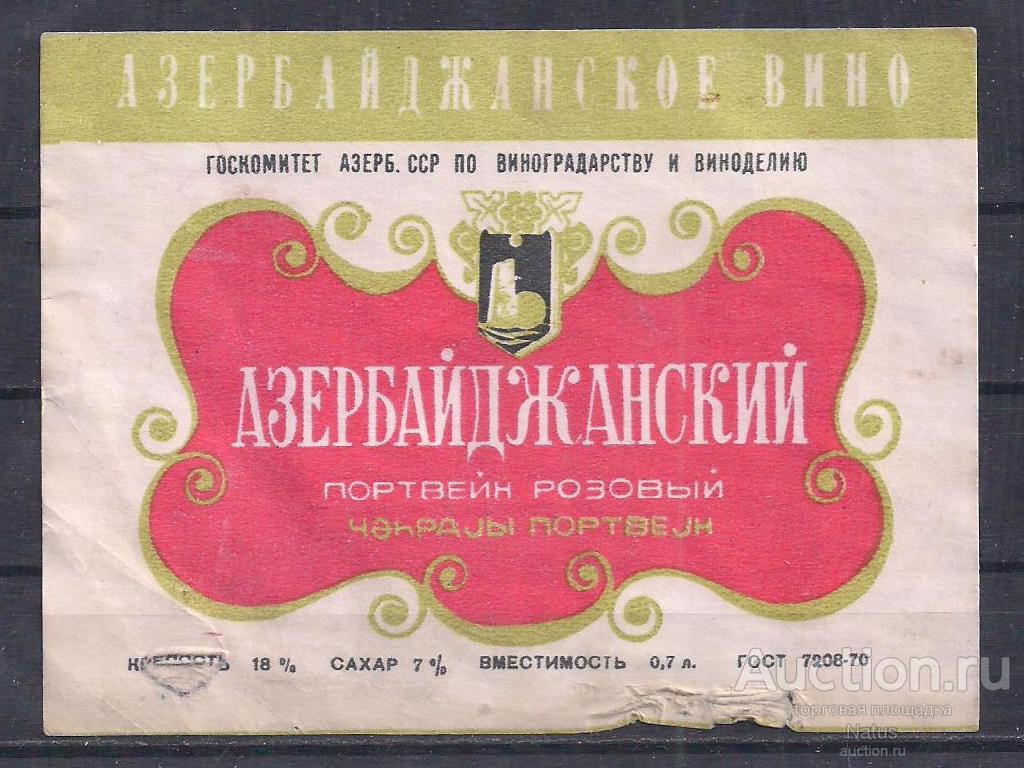 АЗЕРБАЙДЖАНСКОЕ ВИНО
ГОСКОМИТЕТ АЗЕРБ. ССР ПО ВИНОГРАДАРСТВУ И ВИНОДЕЛИЮ
АЗЕРБАЙДЖАНСКИЙ
ПОРТВЕЙН РОЗОВЫЙ
ЧӘҺРАЈЫ ПОРТВЕЈН
КРЕПОСТЬ 18 % САХАР 7 % ВМЕСТИМОСТЬ 0,7 л. ГОСТ 7208-70
Auction.ru
торговая площадка
Natus
auction.ru